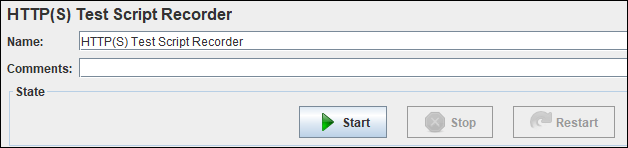 HTTP(S) Test Script Recorder
Name: HTTP(S) Test Script Recorder
Comments:
State
Start Stop Restart